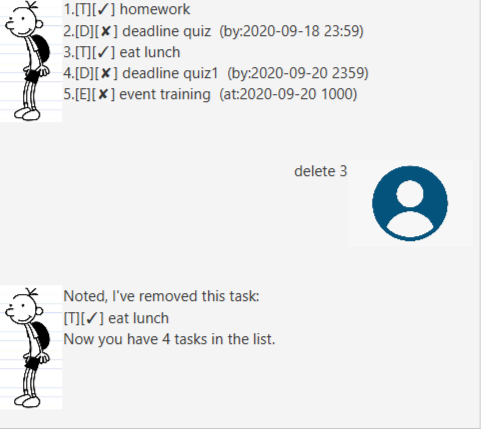 1.[T][✓] homework
2.[D][✘] deadline quiz  (by:2020-09-18 23:59)
3.[T][✓] eat lunch
4.[D][✘] deadline quiz1  (by:2020-09-20 2359)
5.[E][✘] event training  (at:2020-09-20 1000)
delete 3
Noted, I've removed this task:
[T][✓] eat lunch
Now you have 4 tasks in the list.